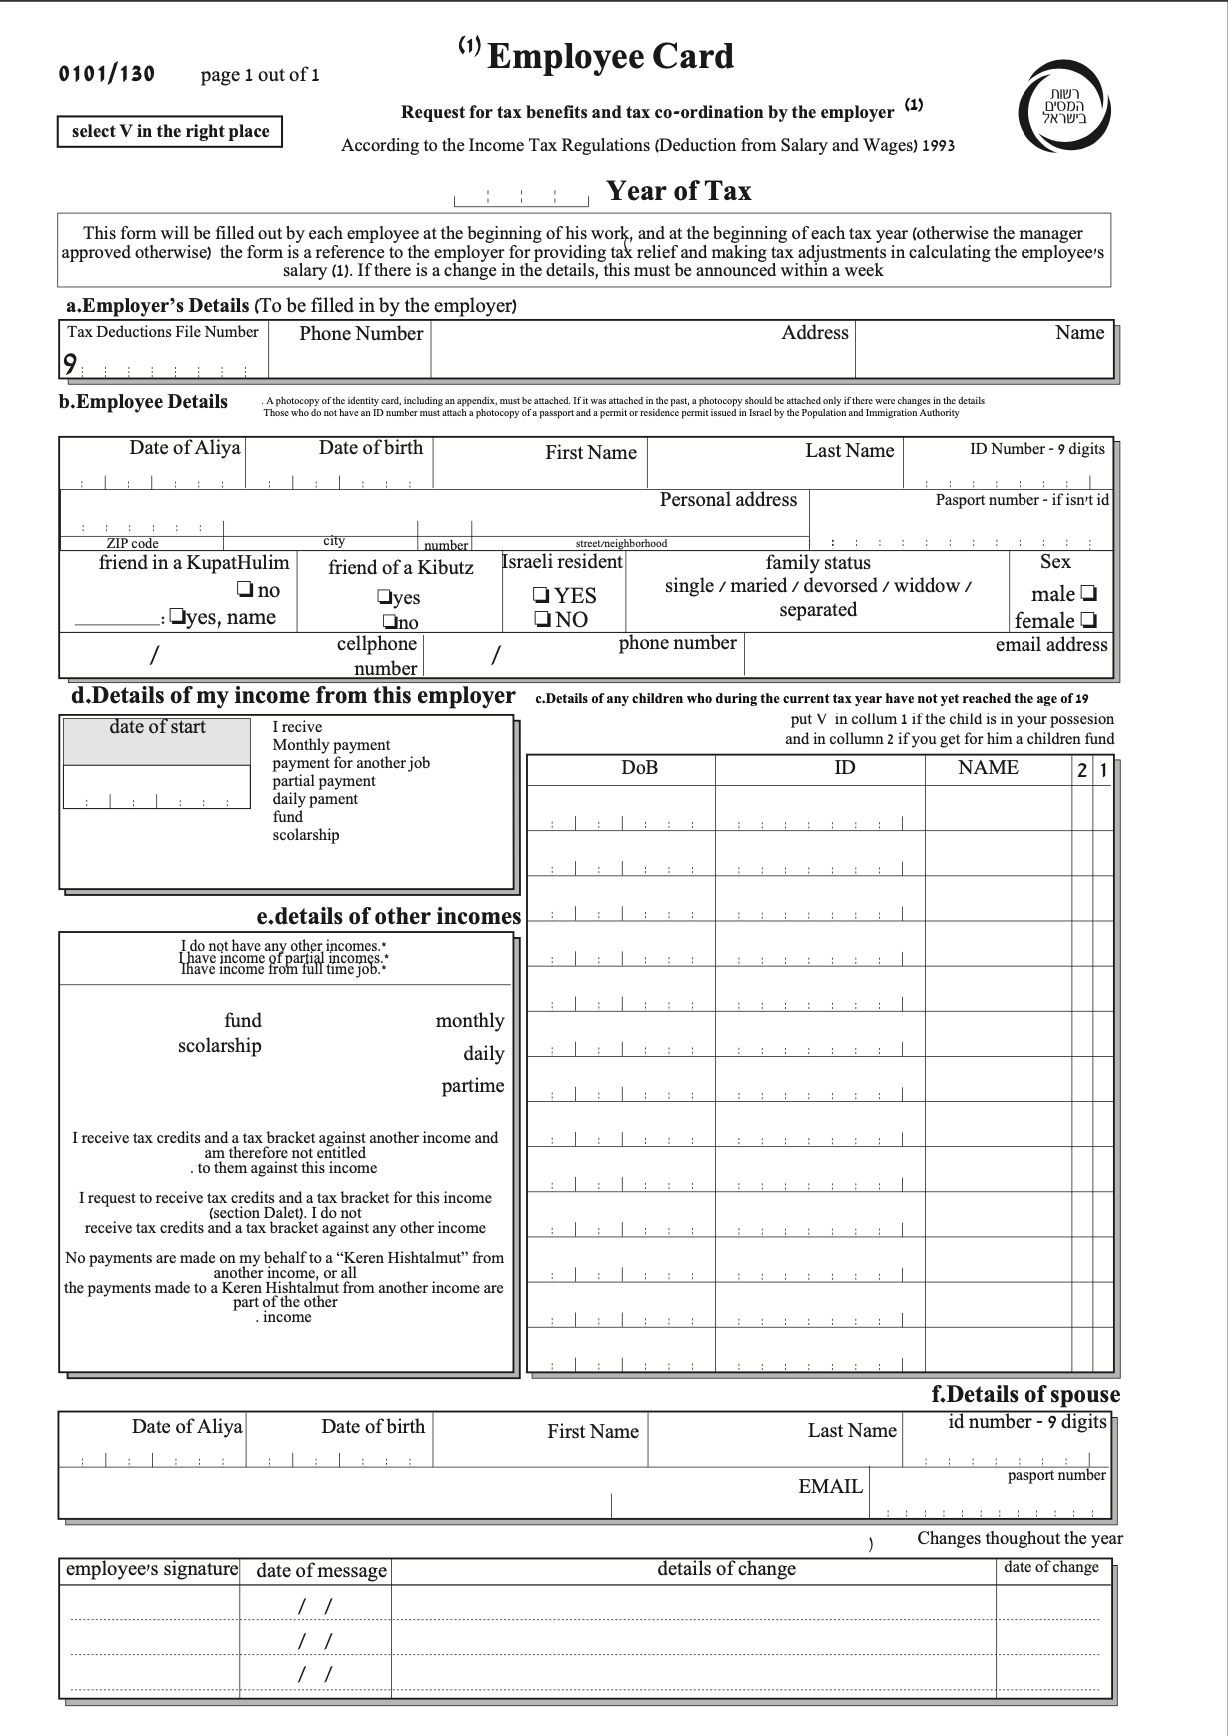 (1) Employee Card
0101/130 page 1 out of 1
רשות
המסים
בישראל
Request for tax benefits and tax co-ordination by the employer (1)
select V in the right place
According to the Income Tax Regulations (Deduction from Salary and Wages) 1993
Year of Tax
This form will be filled out by each employee at the beginning of his work, and at the beginning of each tax year (otherwise the manager
approved otherwise) the form is a reference to the employer for providing tax relief and making tax adjustments in calculating the employee's
salary (1). If there is a change in the details, this must be announced within a week
a.Employer's Details (To be filled in by the employer)
Tax Deductions File Number Phone Number Address Name
9
b.Employee Details
. A photocopy of the identity card, including an appendix, must be attached. If it was attached in the past, a photocopy should be attached only if there were changes in the details
Those who do not have an ID number must attach a photocopy of a passport and a permit or residence permit issued in Israel by the Population and Immigration Authority
Date of Aliya Date of birth First Name Last Name ID Number - 9 digits
Personal address Pasport number - if isn't id
ZIP code city number street/neighborhood
friend in a KupatHulim
no
_________: yes, name
friend of a Kibutz
yes
no
Israeli resident
YES
NO
family status
single / maried / devorsed / widdow /
separated
Sex
male
female
/ cellphone
number
/ phone number
email address
d.Details of my income from this employer
date of start
I recive
Monthly payment
payment for another job
partial payment
daily pament
fund
scolarship
c.Details of any children who during the current tax year have not yet reached the age of 19
put V in collum 1 if the child is in your possesion
and in collumn 2 if you get for him a children fund
DoB ID NAME 2 1
e.details of other incomes
I do not have any other incomes.*
I have income of partial incomes.*
Ihave income from full time job.*
fund monthly
scolarship daily
partime
I receive tax credits and a tax bracket against another income and
am therefore not entitled
. to them against this income
I request to receive tax credits and a tax bracket for this income
(section Dalet). I do not
receive tax credits and a tax bracket against any other income
No payments are made on my behalf to a “Keren Hishtalmut” from
another income, or all
the payments made to a Keren Hishtalmut from another income are
part of the other
. income
f.Details of spouse
Date of Aliya Date of birth First Name Last Name id number - 9 digits
EMAIL pasport number
) Changes thoughout the year
employee's signature date of message details of change date of change
/ /
/ /
/ /